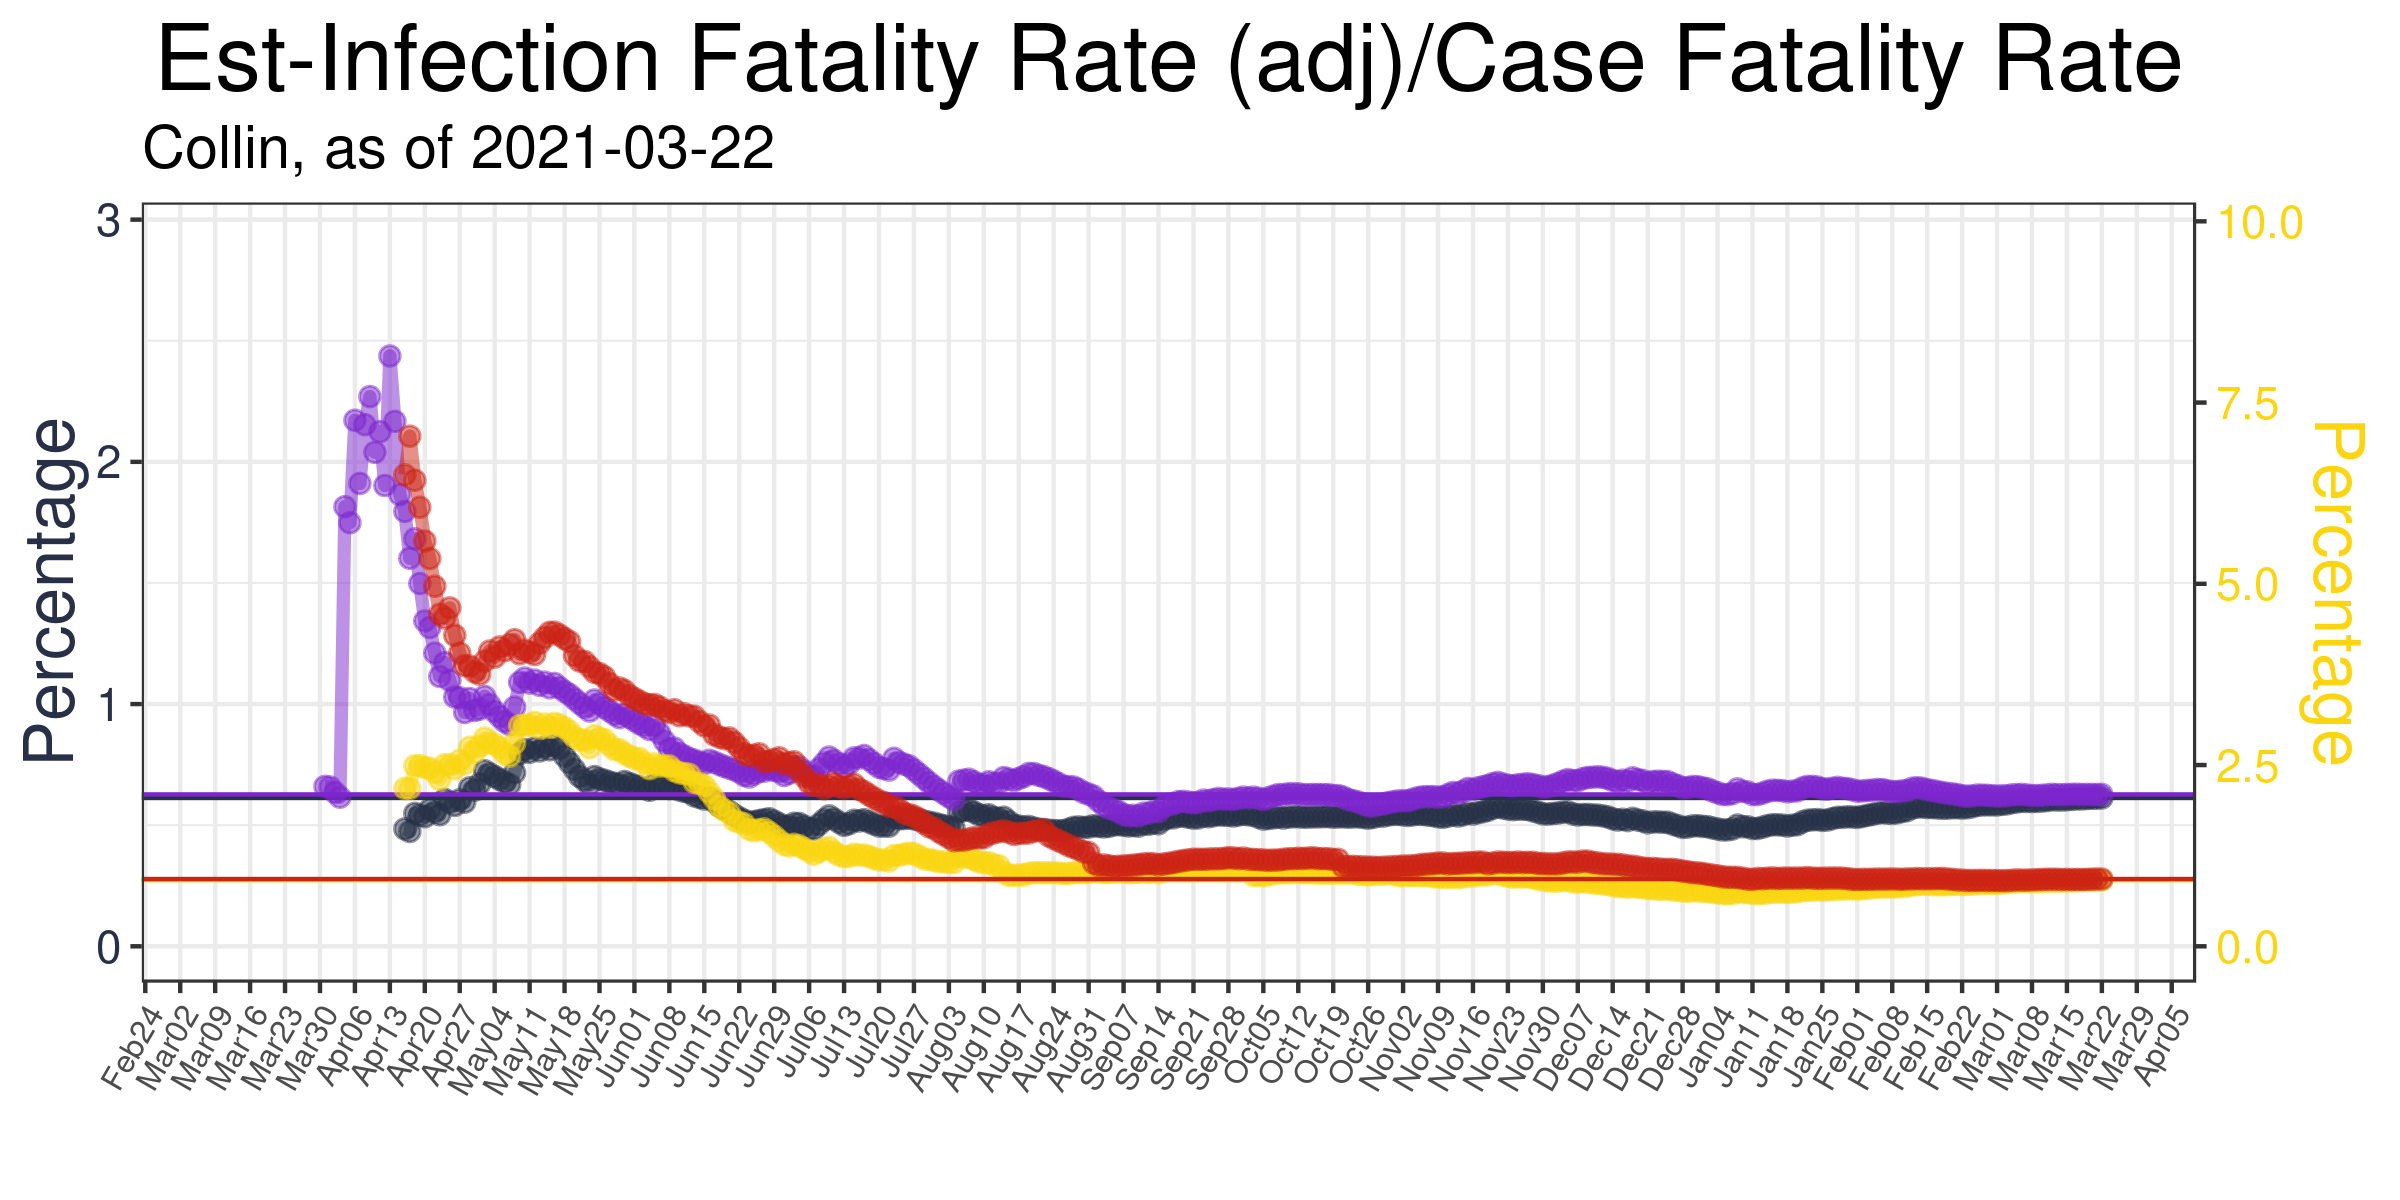 Est-Infection Fatality Rate (adj)/Case Fatality Rate
Collin, as of 2021-03-22
Percentage
3
2
1
0
10.0
7.5
5.0
2.5
0.0
Percentage
Feb24
Mar02
Mar09
Mar16
Mar23
Mar30
Apr06
Apr13
Apr20
Apr27
May04
May11
May18
May25
Jun01
Jun08
Jun15
Jun22
Jun29
Jul06
Jul13
Jul20
Jul27
Aug03
Aug10
Aug17
Aug24
Aug31
Sep07
Sep14
Sep21
Sep28
Oct05
Oct12
Oct19
Oct26
Nov02
Nov09
Nov16
Nov23
Nov30
Dec07
Dec14
Dec21
Dec28
Jan04
Jan11
Jan18
Jan25
Feb01
Feb08
Feb15
Feb22
Mar01
Mar08
Mar15
Mar22
Mar29
Apr05